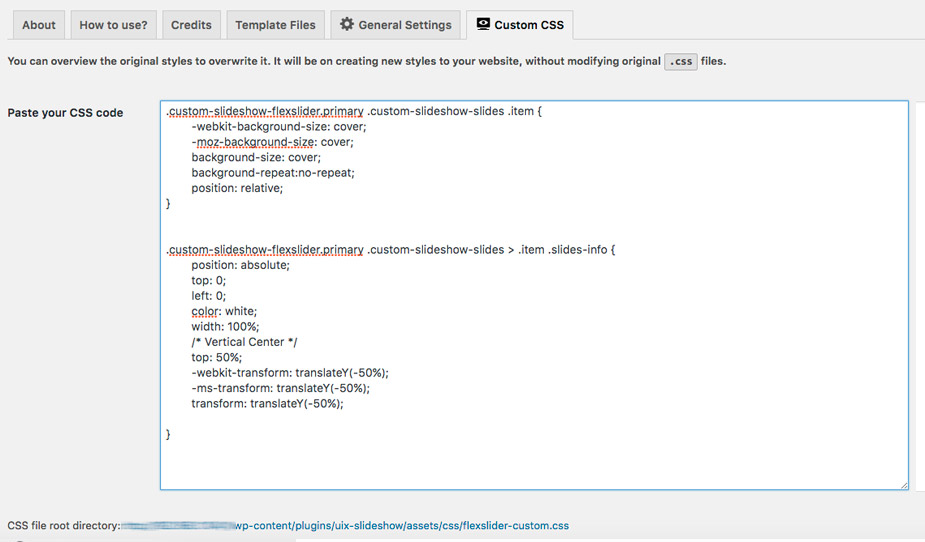 About
How to use?
Credits
Template Files
General Settings
Custom CSS
You can overview the original styles to overwrite it. It will be on creating new styles to your website, without modifying original .css files.
Paste your CSS code
.custom-slideshow-flexslider.primary .custom-slideshow-slides .item {
-webkit-background-size: cover;
-moz-background-size: cover;
background-size: cover;
background-repeat:no-repeat;
position: relative;
}
.custom-slideshow-flexslider.primary .custom-slideshow-slides > .item .slides-info {
position: absolute;
top: 0;
left: 0;
color: white;
width: 100%;
/* Vertical Center */
top: 50%;
-webkit-transform: translateY(-50%);
-ms-transform: translateY(-50%);
transform: translateY(-50%);
}
CSS file root directory: wp-content/plugins/uix-slideshow/assets/css/flexslider-custom.css